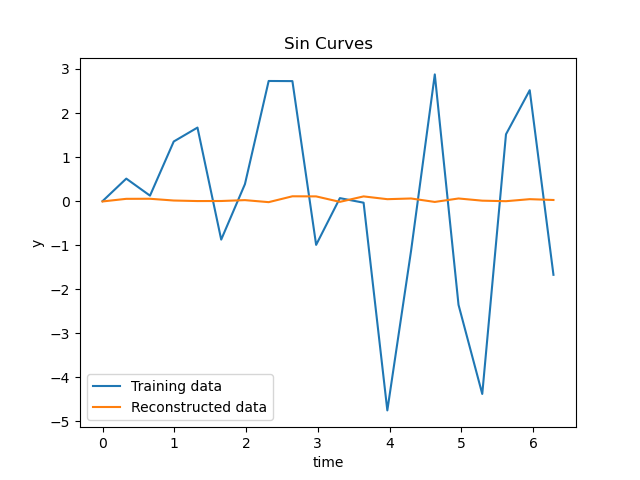 Sin Curves
3
2
1
0
−1
−2
−3
−4
−5
y
Training data
Reconstructed data
0 1 2 3 4 5 6
time